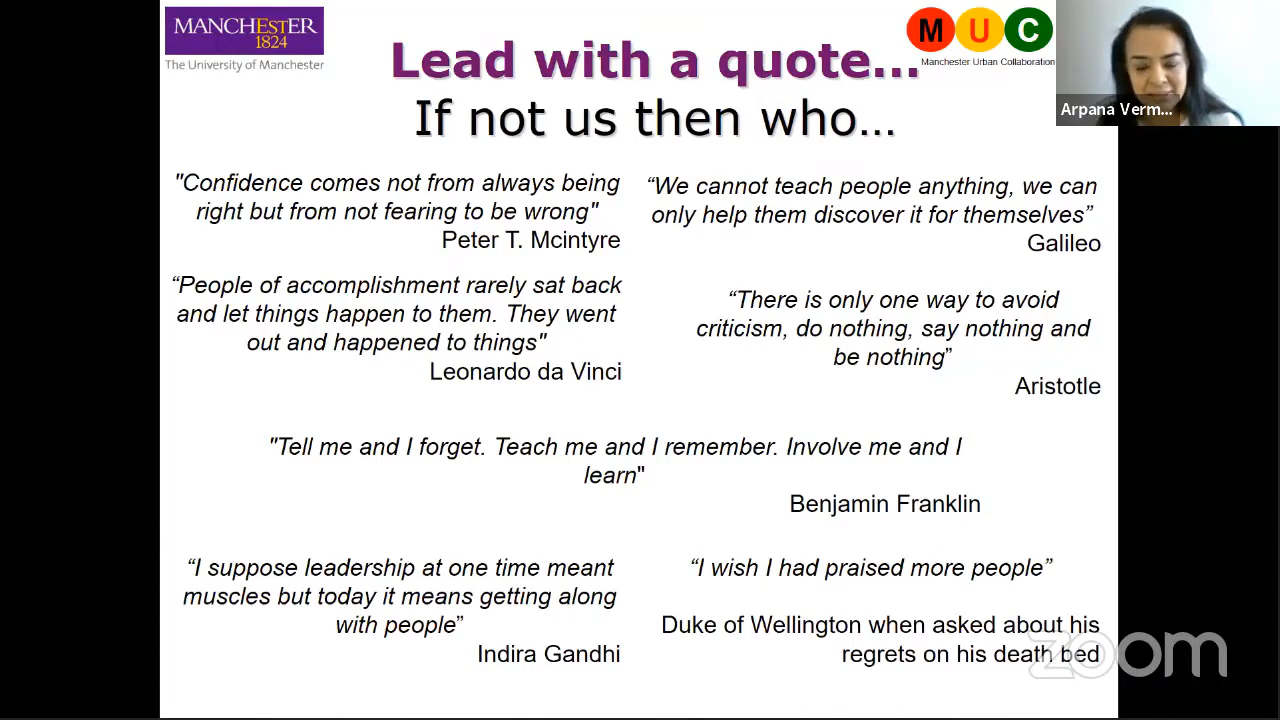 MANCHESTER
1824
The University of Manchester
Lead with a quote...
If not us then who...
M U C
Manchester Urban Collaboration
Arpana Verm...
"Confidence comes not from always being
right but from not fearing to be wrong"
Peter T. Mcintyre
“We cannot teach people anything, we can
only help them discover it for themselves”
Galileo
“People of accomplishment rarely sat back
and let things happen to them. They went
out and happened to things"
Leonardo da Vinci
“There is only one way to avoid
criticism, do nothing, say nothing and
be nothing”
Aristotle
"Tell me and I forget. Teach me and I remember. Involve me and I
learn"
Benjamin Franklin
“I suppose leadership at one time meant
muscles but today it means getting along
with people”
Indira Gandhi
“I wish I had praised more people”
Duke of Wellington when asked about his
regrets on his death bed
zoom